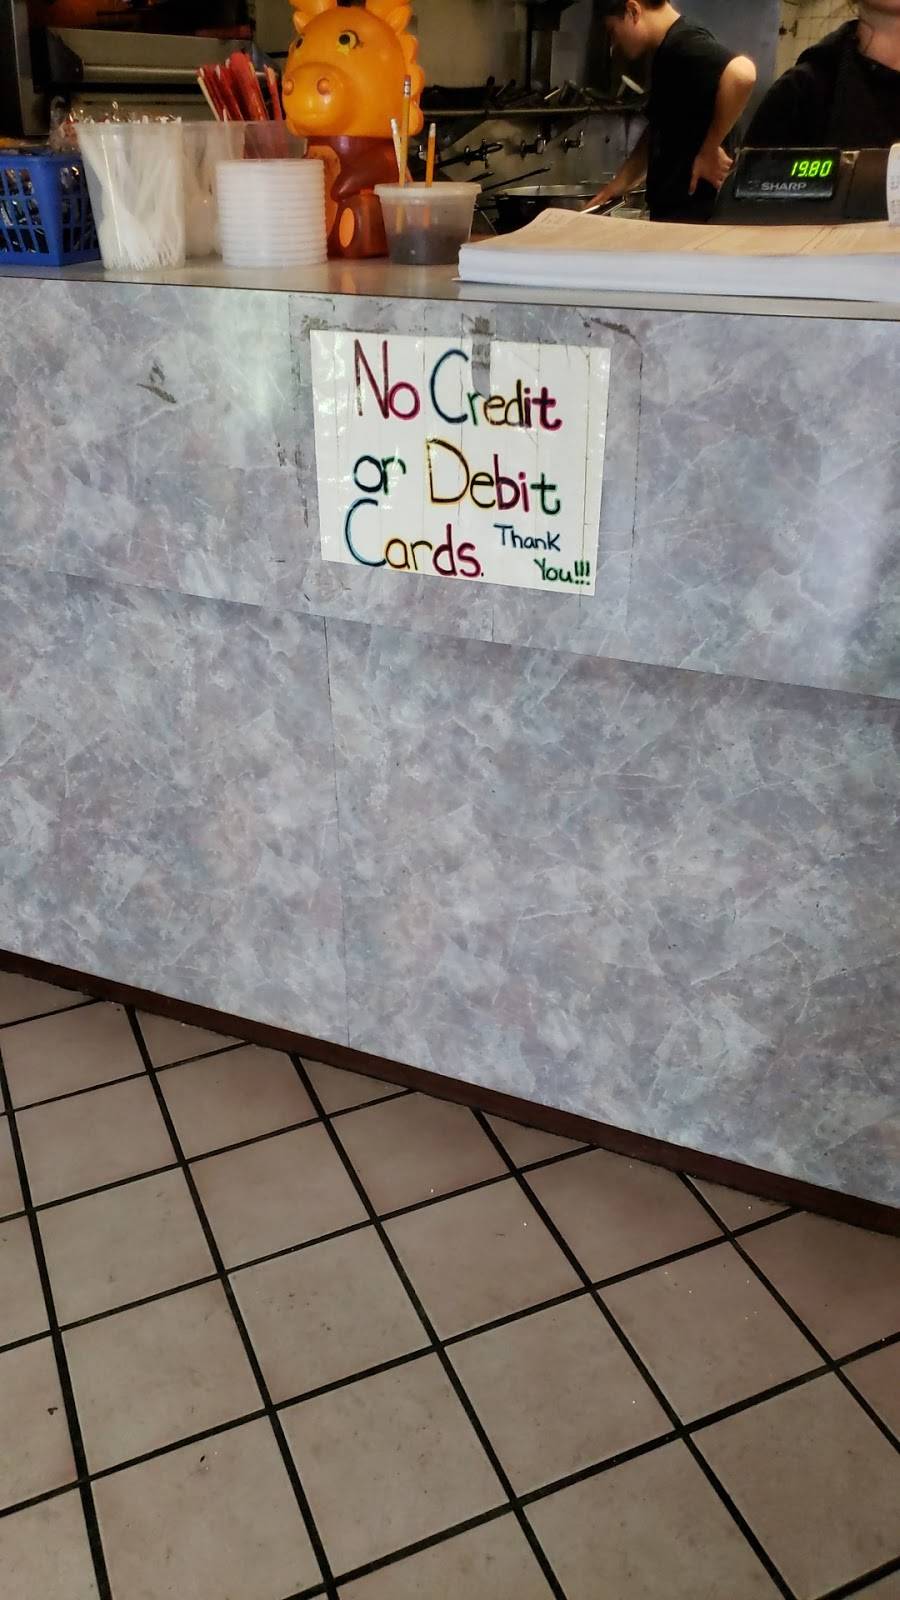 19.80
SHARP
No Credit
or Debit
Cards. Thank
You!!!